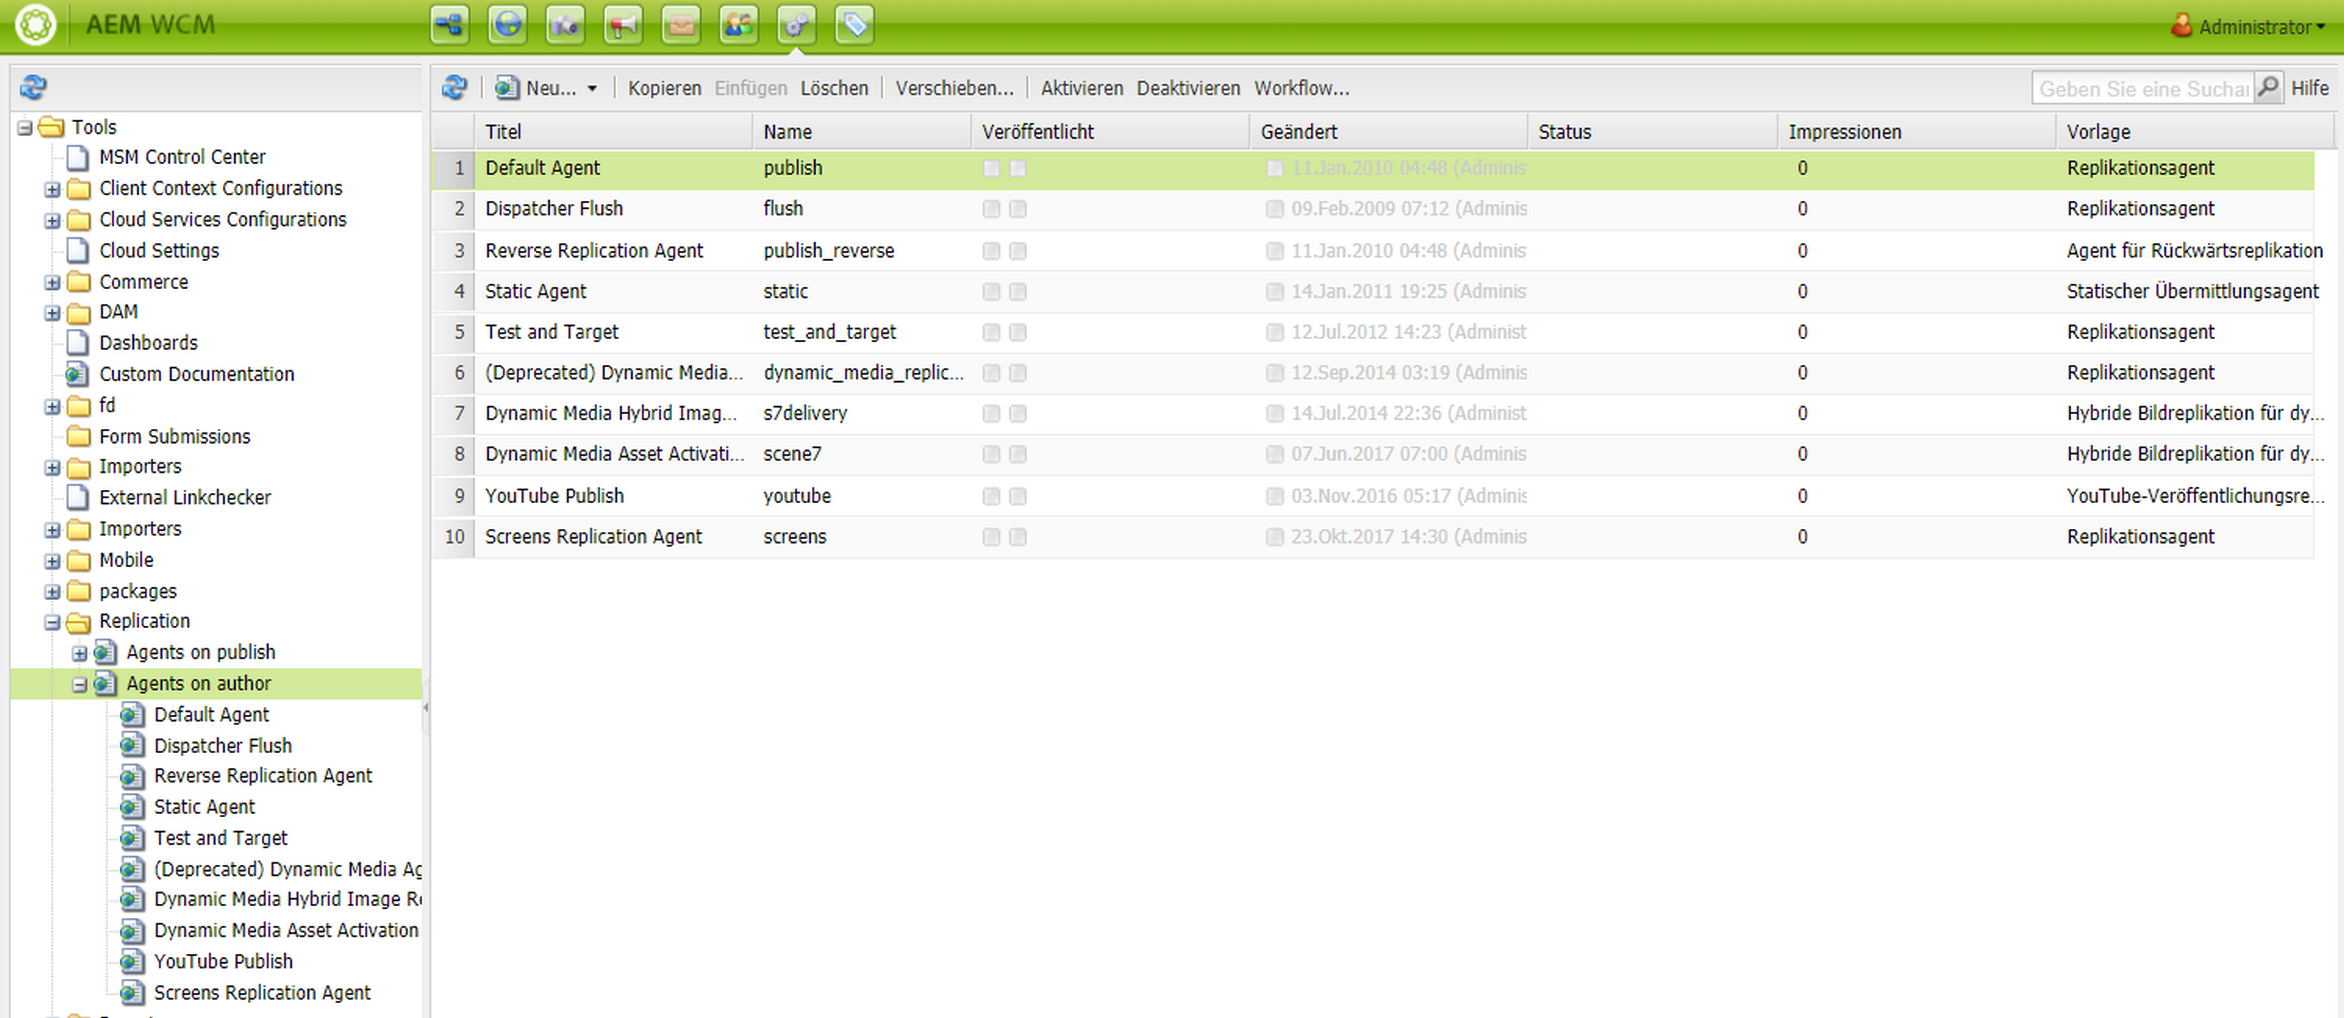 AEM WCM
Administrator
Neu... Kopieren Einfügen Löschen Verschieben... Aktivieren Deaktivieren Workflow... Geben Sie eine Suchar Hilfe
Tools
MSM Control Center
Client Context Configurations
Cloud Services Configurations
Cloud Settings
Commerce
DAM
Dashboards
Custom Documentation
fd
Form Submissions
Importers
External Linkchecker
Importers
Mobile
packages
Replication
Agents on publish
Agents on author
Default Agent
Dispatcher Flush
Reverse Replication Agent
Static Agent
Test and Target
(Deprecated) Dynamic Media Ag
Dynamic Media Hybrid Image Re
Dynamic Media Asset Activation
YouTube Publish
Screens Replication Agent
Titel Name Veröffentlicht Geändert Status Impressionen Vorlage
1 Default Agent publish 11.Jan.2010 04:48 (Adminis 0 Replikationsagent
2 Dispatcher Flush flush 09.Feb.2009 07:12 (Adminis 0 Replikationsagent
3 Reverse Replication Agent publish_reverse 11.Jan.2010 04:48 (Adminis 0 Agent für Rückwärtsreplikation
4 Static Agent static 14.Jan.2011 19:25 (Adminis 0 Statischer Übermittlungsagent
5 Test and Target test_and_target 12.Jul.2012 14:23 (Administ 0 Replikationsagent
6 (Deprecated) Dynamic Media... dynamic_media_replic... 12.Sep.2014 03:19 (Adminis 0 Replikationsagent
7 Dynamic Media Hybrid Imag... s7delivery 14.Jul.2014 22:36 (Administ 0 Hybride Bildreplikation für dy...
8 Dynamic Media Asset Activati... scene7 07.Jun.2017 07:00 (Adminis 0 Hybride Bildreplikation für dy...
9 YouTube Publish youtube 03.Nov.2016 05:17 (Adminis 0 YouTube-Veröffentlichungsre...
10 Screens Replication Agent screens 23.Okt.2017 14:30 (Adminis 0 Replikationsagent